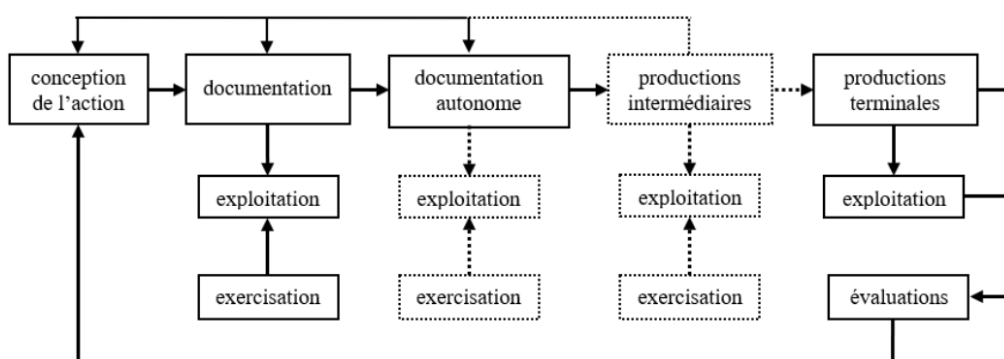 conception
de l'action
documentation
documentation
autonome
productions
intermédiaires
productions
terminales
exploitation
exploitation
exploitation
exploitation
exercisation
exercisation
exercisation
évaluations